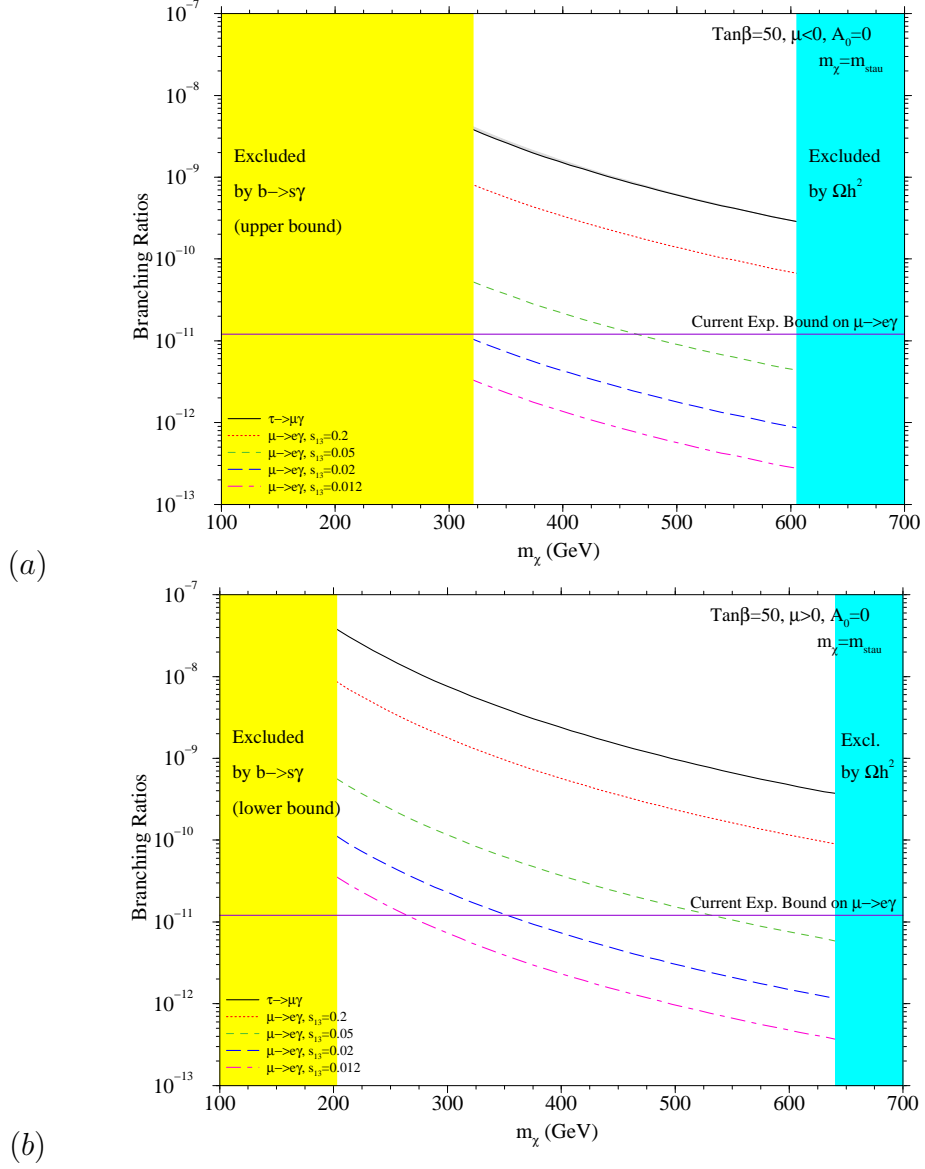 10⁻⁷
Tanβ=50, μ<0, A₀=0
m_χ=m_stau
10⁻⁸
Excluded
by b−>sγ
(upper bound)
Excluded
by Ωh²
10⁻⁹
Branching Ratios
10⁻¹⁰
Current Exp. Bound on μ−>eγ
10⁻¹¹
10⁻¹²
τ−>μγ
μ−>eγ, s₁₃=0.2
μ−>eγ, s₁₃=0.05
μ−>eγ, s₁₃=0.02
μ−>eγ, s₁₃=0.012
10⁻¹³
100 200 300 400 500 600 700
m_χ (GeV)
(a)
10⁻⁷
Tanβ=50, μ>0, A₀=0
m_χ=m_stau
10⁻⁸
Excluded
by b−>sγ
(lower bound)
Excl.
by Ωh²
10⁻⁹
Branching Ratios
10⁻¹⁰
Current Exp. Bound on μ−>eγ
10⁻¹¹
10⁻¹²
τ−>μγ
μ−>eγ, s₁₃=0.2
μ−>eγ, s₁₃=0.05
μ−>eγ, s₁₃=0.02
μ−>eγ, s₁₃=0.012
10⁻¹³
100 200 300 400 500 600 700
m_χ (GeV)
(b)